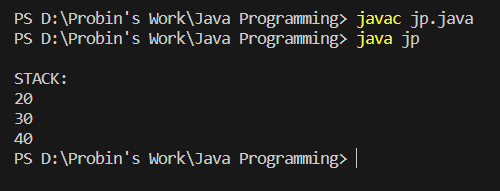 PS D:\Probin's Work\Java Programming> javac jp.java
PS D:\Probin's Work\Java Programming> java jp
STACK:
20
30
40
PS D:\Probin's Work\Java Programming>